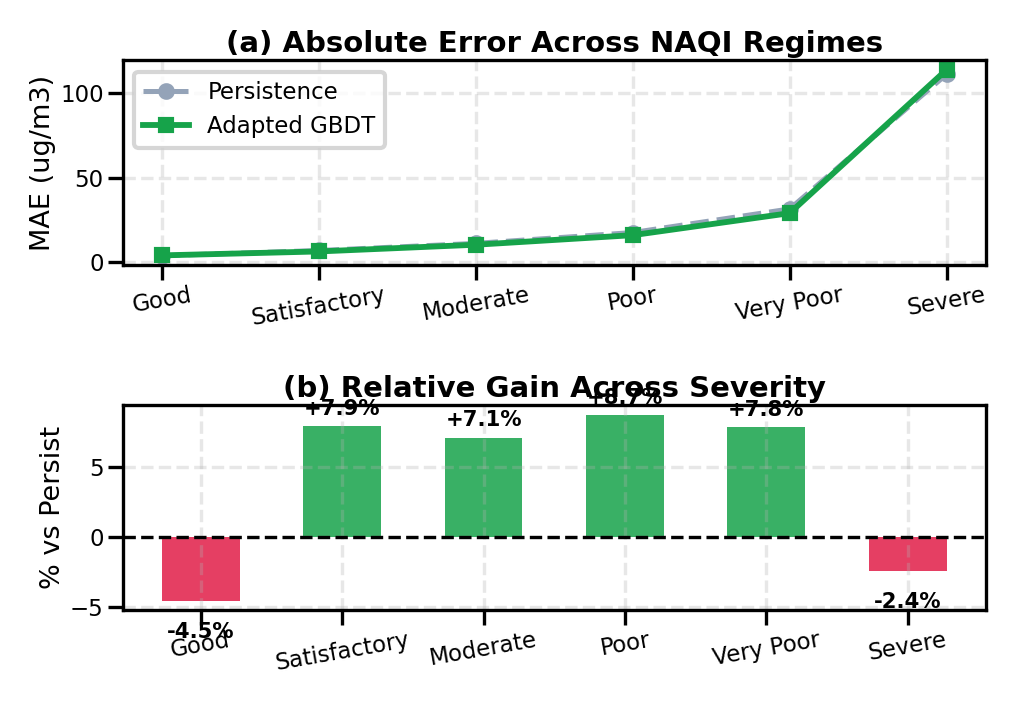 (a) Absolute Error Across NAQI Regimes
MAE (ug/m3)
100
50
0
Persistence
Adapted GBDT
Good
Satisfactory
Moderate
Poor
Very Poor
Severe
(b) Relative Gain Across Severity
% vs Persist
5
0
−5
-4.5%
+7.9%
+7.1%
+8.7%
+7.8%
-2.4%
Good
Satisfactory
Moderate
Poor
Very Poor
Severe